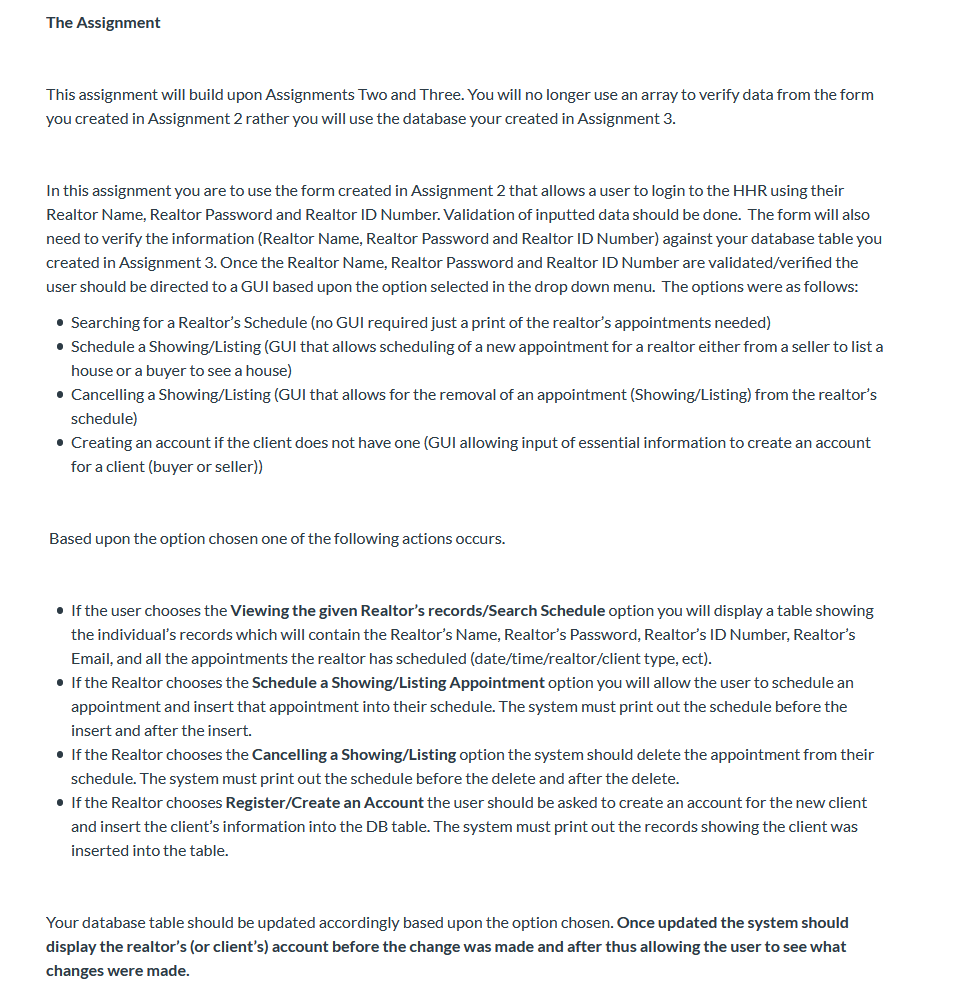 The Assignment
This assignment will build upon Assignments Two and Three. You will no longer use an array to verify data from the form
you created in Assignment 2 rather you will use the database your created in Assignment 3.
In this assignment you are to use the form created in Assignment 2 that allows a user to login to the HHR using their
Realtor Name, Realtor Password and Realtor ID Number. Validation of inputted data should be done. The form will also
need to verify the information (Realtor Name, Realtor Password and Realtor ID Number) against your database table you
created in Assignment 3. Once the Realtor Name, Realtor Password and Realtor ID Number are validated/verified the
user should be directed to a GUI based upon the option selected in the drop down menu. The options were as follows:
• Searching for a Realtor's Schedule (no GUI required just a print of the realtor's appointments needed)
• Schedule a Showing/Listing (GUI that allows scheduling of a new appointment for a realtor either from a seller to list a
house or a buyer to see a house)
• Cancelling a Showing/Listing (GUI that allows for the removal of an appointment (Showing/Listing) from the realtor's
schedule)
• Creating an account if the client does not have one (GUI allowing input of essential information to create an account
for a client (buyer or seller))
Based upon the option chosen one of the following actions occurs.
• If the user chooses the Viewing the given Realtor's records/Search Schedule option you will display a table showing
the individual's records which will contain the Realtor's Name, Realtor's Password, Realtor's ID Number, Realtor's
Email, and all the appointments the realtor has scheduled (date/time/realtor/client type, ect).
• If the Realtor chooses the Schedule a Showing/Listing Appointment option you will allow the user to schedule an
appointment and insert that appointment into their schedule. The system must print out the schedule before the
insert and after the insert.
• If the Realtor chooses the Cancelling a Showing/Listing option the system should delete the appointment from their
schedule. The system must print out the schedule before the delete and after the delete.
• If the Realtor chooses Register/Create an Account the user should be asked to create an account for the new client
and insert the client's information into the DB table. The system must print out the records showing the client was
inserted into the table.
Your database table should be updated accordingly based upon the option chosen. Once updated the system should
display the realtor's (or client's) account before the change was made and after thus allowing the user to see what
changes were made.